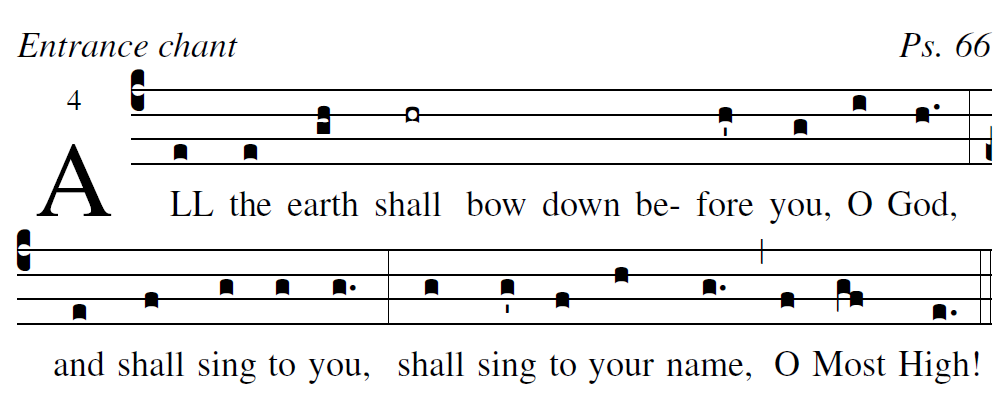 Entrance chant Ps. 66
4
ALL the earth shall bow down be- fore you, O God,
and shall sing to you, shall sing to your name, O Most High!